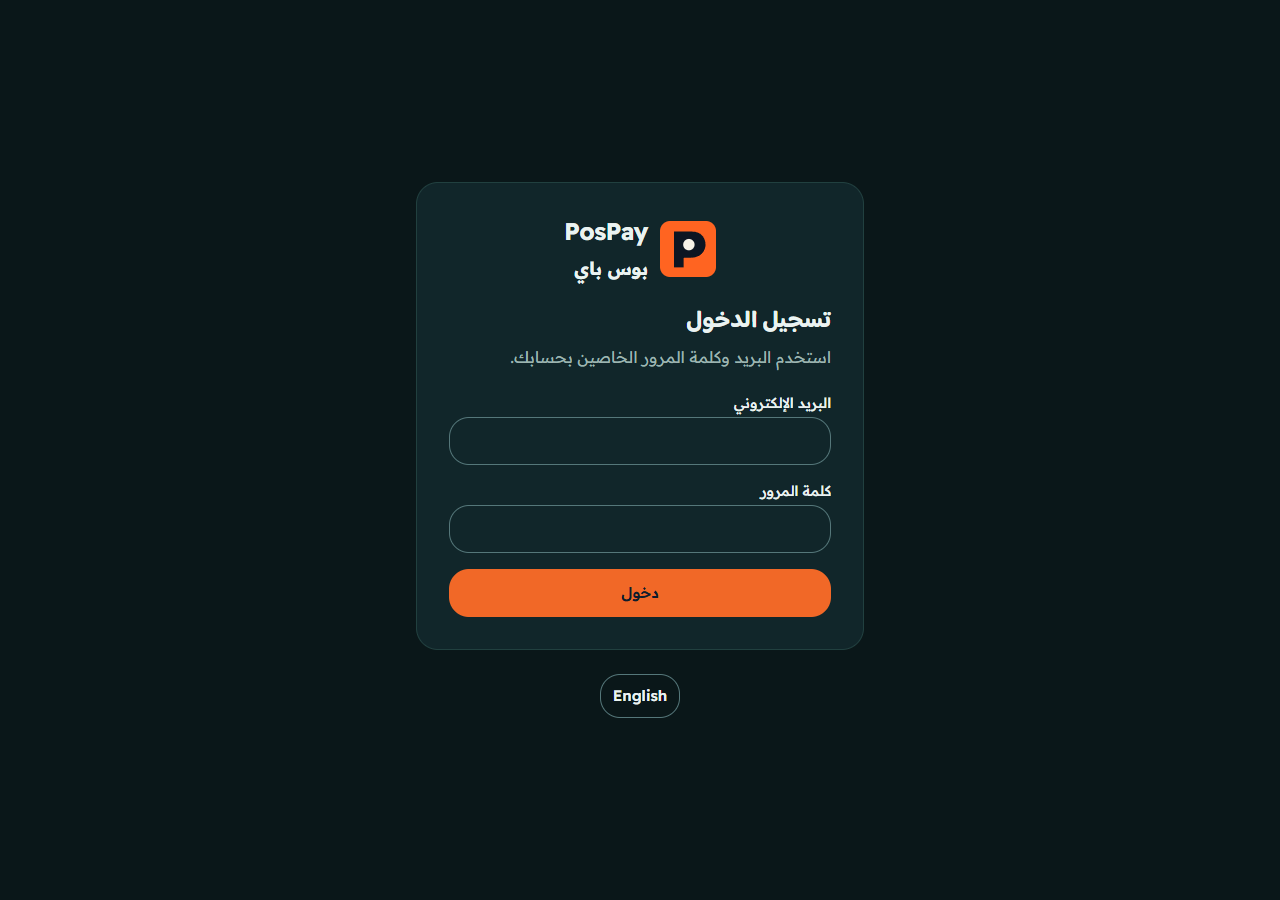 PosPay
بوس باي
تسجيل الدخول
استخدم البريد وكلمة المرور الخاصين بحسابك.
البريد الإلكتروني
كلمة المرور
دخول
English